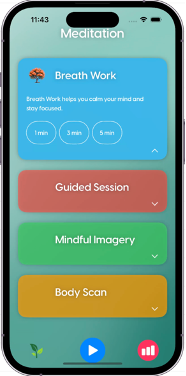 11:43
Meditation
Breath Work
Breath Work helps you calm your mind and
stay focused.
1 min
3 min
5 min
Guided Session
Mindful Imagery
Body Scan